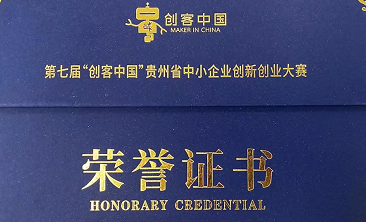 创客中国
MAKER IN CHINA
第七届“创客中国”贵州省中小企业创新创业大赛
荣誉证书
HONORARY CREDENTIAL